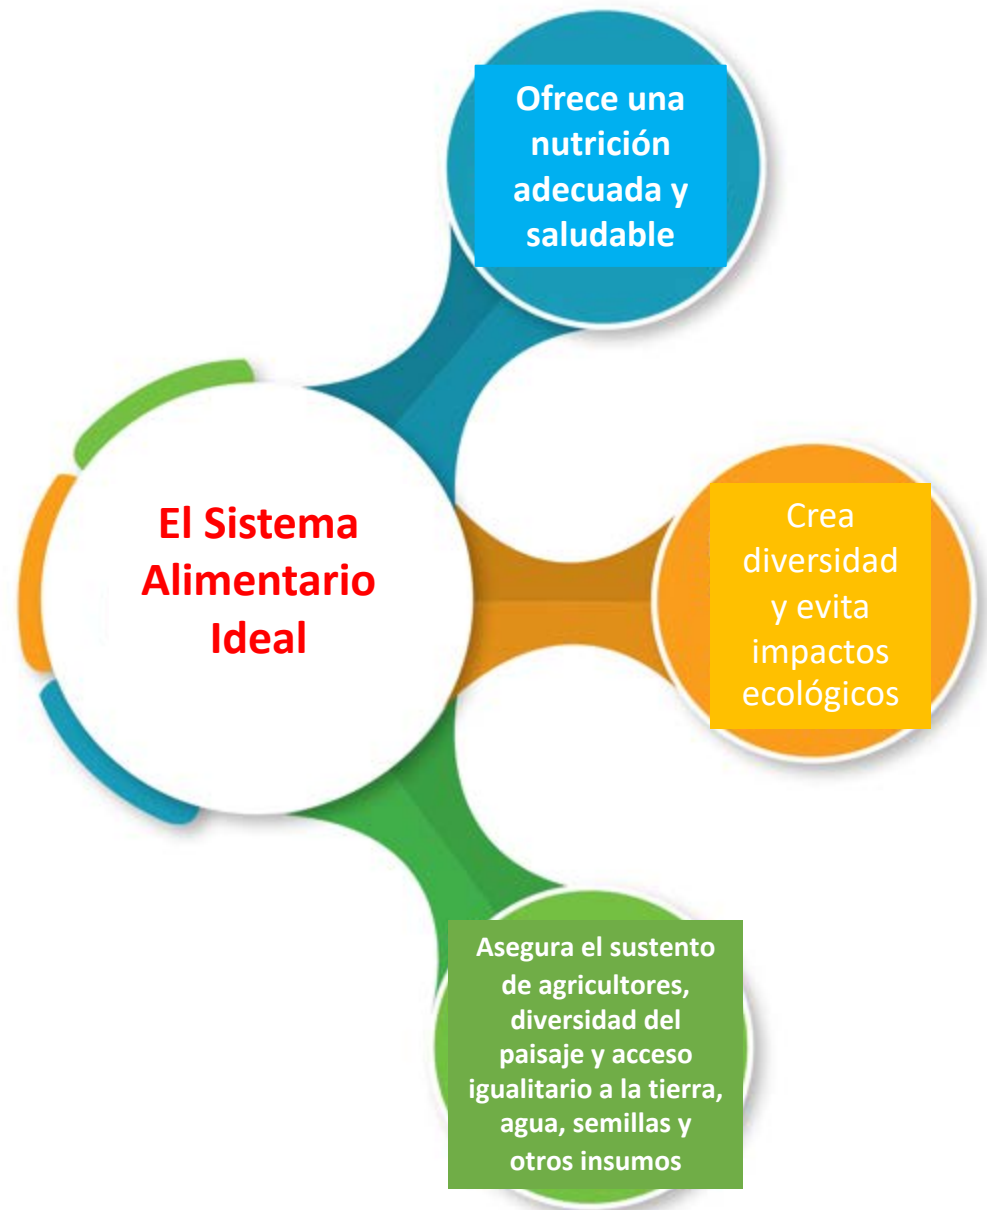 Ofrece una
nutrición
adecuada y
saludable
El Sistema
Alimentario
Ideal
Crea
diversidad
y evita
impactos
ecológicos
Asegura el sustento
de agricultores,
diversidad del
paisaje y acceso
igualitario a la tierra,
agua, semillas y
otros insumos